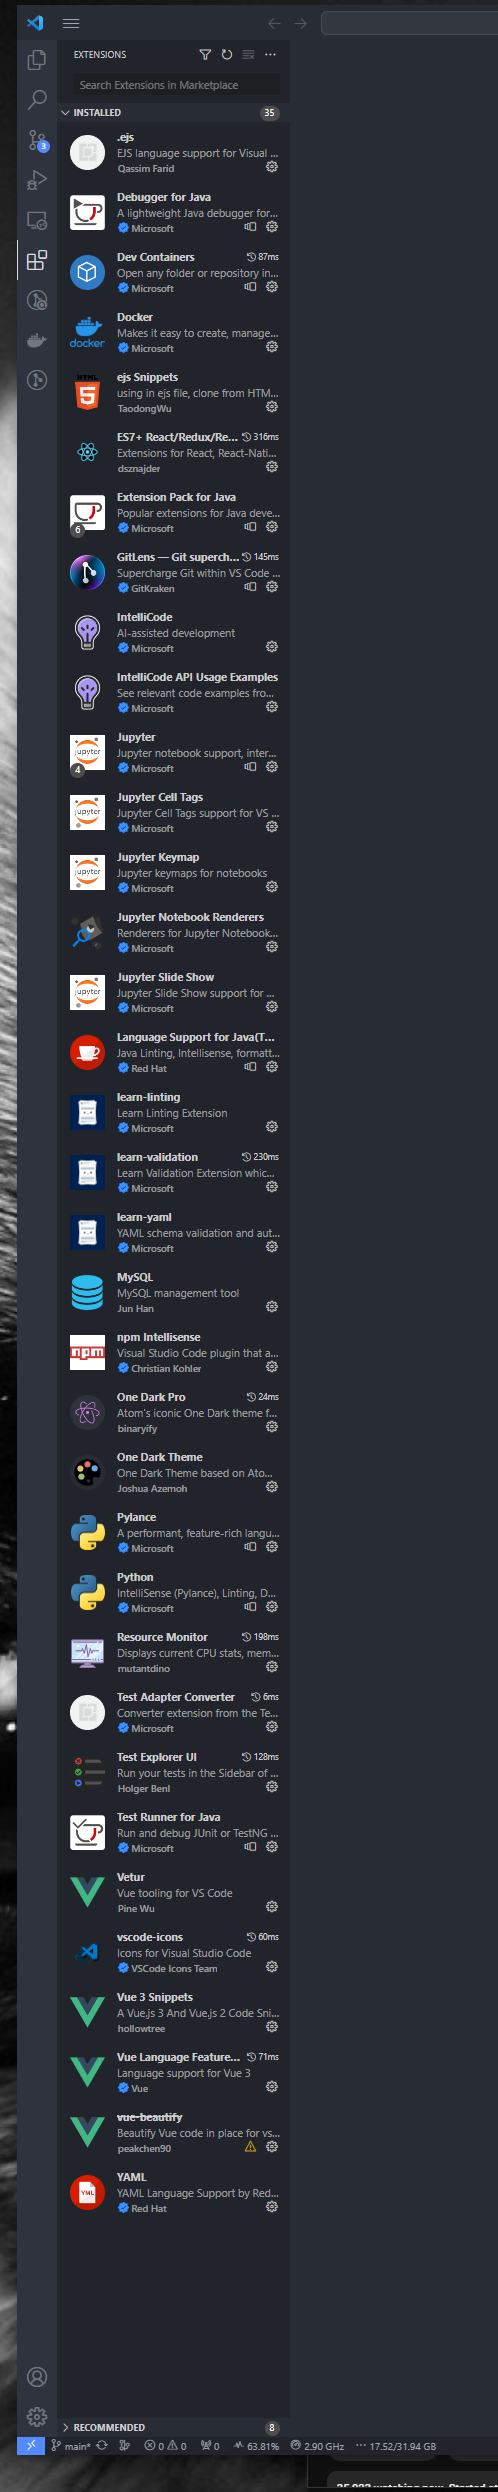 EXTENSIONS
Search Extensions in Marketplace
INSTALLED 35
3
.ejs
EJS language support for Visual ...
Qassim Farid
Debugger for Java
A lightweight Java debugger for...
Microsoft
Dev Containers 87ms
Open any folder or repository in...
Microsoft
Docker
Makes it easy to create, manage...
docker
Microsoft
HTML
5
ejs Snippets
using in ejs file, clone from HTM...
TaodongWu
ES7+ React/Redux/Re... 316ms
Extensions for React, React-Nati...
dsznajder
Extension Pack for Java
Popular extensions for Java deve...
6
Microsoft
GitLens — Git superch... 145ms
Supercharge Git within VS Code ...
GitKraken
IntelliCode
AI-assisted development
Microsoft
IntelliCode API Usage Examples
See relevant code examples fro...
Microsoft
Jupyter
jupyter
Jupyter notebook support, inter...
4
Microsoft
Jupyter Cell Tags
jupyter
Jupyter Cell Tags support for VS ...
Microsoft
Jupyter Keymap
jupyter
Jupyter keymaps for notebooks
Microsoft
Jupyter Notebook Renderers
Renderers for Jupyter Notebook...
Microsoft
Jupyter Slide Show
jupyter
Jupyter Slide Show support for ...
Microsoft
Language Support for Java(T...
Java Linting, Intellisense, formatt...
Red Hat
learn-linting
Learn Linting Extension
Microsoft
learn-validation 230ms
Learn Validation Extension whic...
Microsoft
learn-yaml
YAML schema validation and aut...
Microsoft
MySQL
MySQL management tool
Jun Han
npm Intellisense
npm
Visual Studio Code plugin that a...
Christian Kohler
One Dark Pro 24ms
Atom's iconic One Dark theme f...
binaryify
One Dark Theme
One Dark Theme based on Ato...
Joshua Azemoh
Pylance
A performant, feature-rich langu...
Microsoft
Python
IntelliSense (Pylance), Linting, D...
Microsoft
Resource Monitor 198ms
Displays current CPU stats, mem...
mutantdino
Test Adapter Converter 6ms
Converter extension from the Te...
Microsoft
Test Explorer UI 128ms
Run your tests in the Sidebar of ...
Holger Benl
Test Runner for Java
Run and debug JUnit or TestNG ...
Microsoft
Vetur
Vue tooling for VS Code
Pine Wu
vscode-icons 60ms
Icons for Visual Studio Code
VSCode Icons Team
Vue 3 Snippets
A Vue.js 3 And Vue.js 2 Code Sni...
hollowtree
Vue Language Feature... 71ms
Language support for Vue 3
Vue
vue-beautify
Beautify Vue code in place for vs...
peakchen90
YAML
YML
YAML Language Support by Red...
Red Hat
RECOMMENDED 8
main* 0 0 0 63.81% 2.90 GHz 17.52/31.94 GB